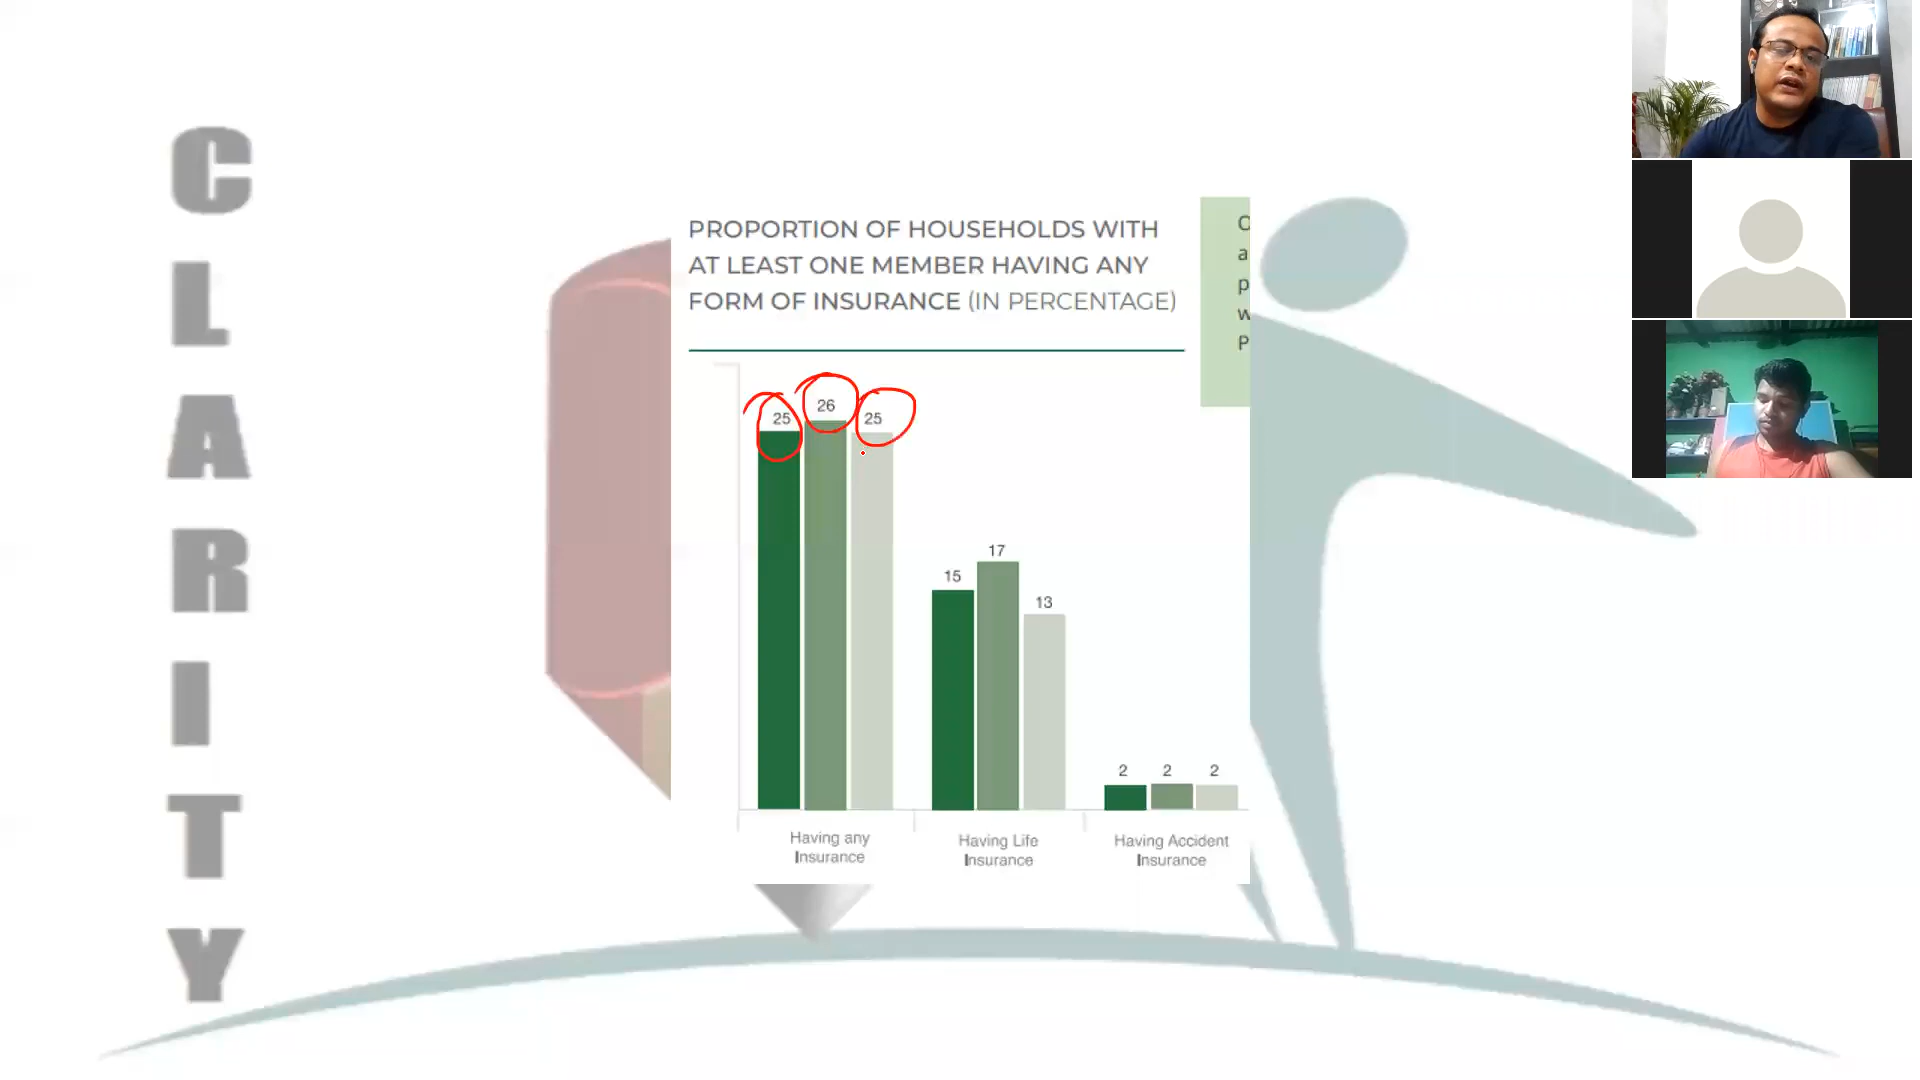 CLARITY
PROPORTION OF HOUSEHOLDS WITH
AT LEAST ONE MEMBER HAVING ANY
FORM OF INSURANCE (IN PERCENTAGE)
25
26
25
15
17
13
2
2
2
Having any
Insurance
Having Life
Insurance
Having Accident
Insurance